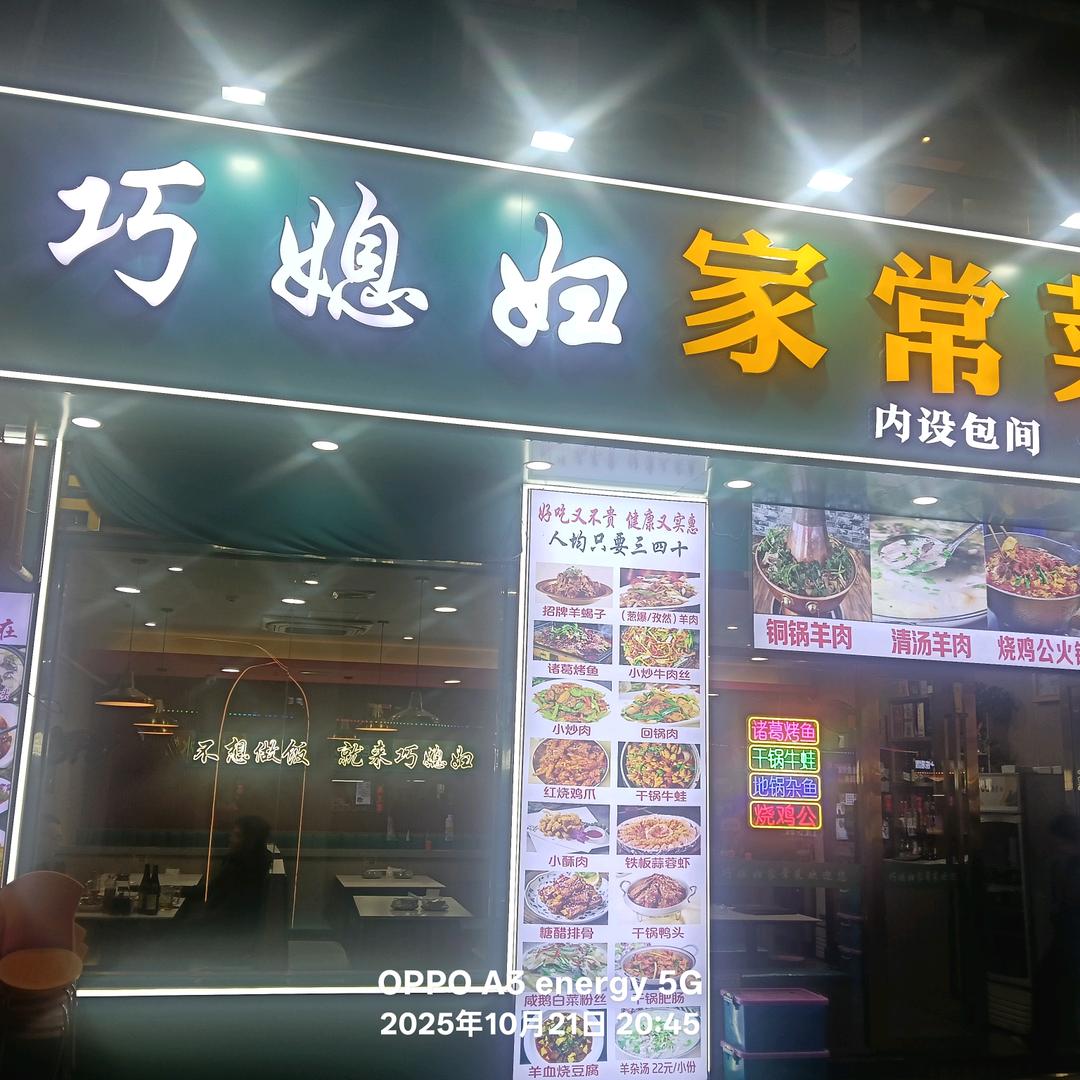 巧媳妇家常菜
内设包间
好吃又不贵 健康又实惠
人均只要三四十
招牌羊蝎子
（葱爆/孜然）羊肉
诸葛烤鱼
小炒牛肉丝
小炒肉
回锅肉
红烧鸡爪
干锅牛蛙
小酥肉
铁板蒜蓉虾
糖醋排骨
干锅鸭头
咸鹅白菜粉丝
干锅肥肠
羊血烧豆腐
羊杂汤 22元/小份
铜锅羊肉
清汤羊肉
烧鸡公火锅
诸葛烤鱼
干锅牛蛙
地锅杂鱼
烧鸡公
不想做饭 就来巧媳妇
在
OPPO A5 energy 5G
2025年10月21日 20:45